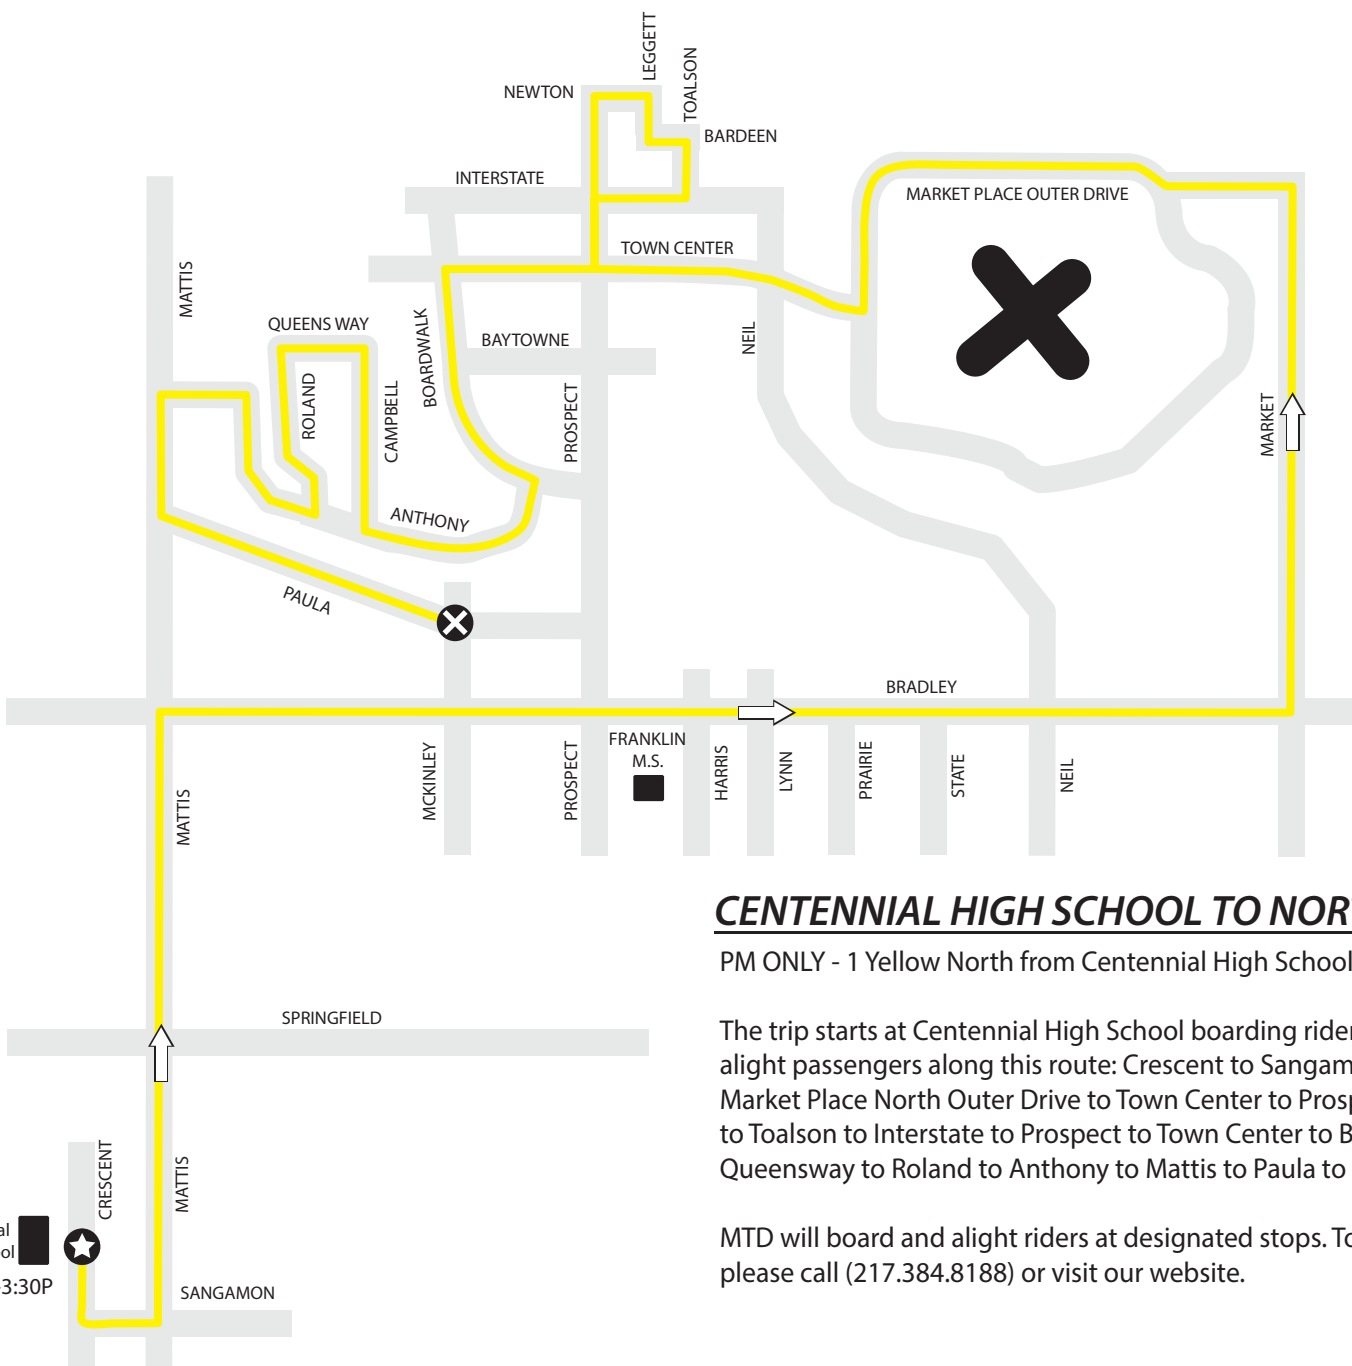 LEGGETT
TOALSON
NEWTON
BARDEEN
INTERSTATE
MARKET PLACE OUTER DRIVE
TOWN CENTER
MATTIS
QUEENS WAY
BOARDWALK
BAYTOWNE
NEIL
ROLAND
CAMPBELL
PROSPECT
MARKET
ANTHONY
PAULA
BRADLEY
MCKINLEY
PROSPECT
FRANKLIN
M.S.
HARRIS
LYNN
PRAIRIE
STATE
NEIL
MATTIS
CENTENNIAL HIGH SCHOOL TO NOR
PM ONLY - 1 Yellow North from Centennial High School
SPRINGFIELD
The trip starts at Centennial High School boarding rider
alight passengers along this route: Crescent to Sangam
Market Place North Outer Drive to Town Center to Prosp
to Toalson to Interstate to Prospect to Town Center to B
Queensway to Roland to Anthony to Mattis to Paula to
CRESCENT
MATTIS
al
ol
3:30P
SANGAMON
MTD will board and alight riders at designated stops. To
please call (217.384.8188) or visit our website.